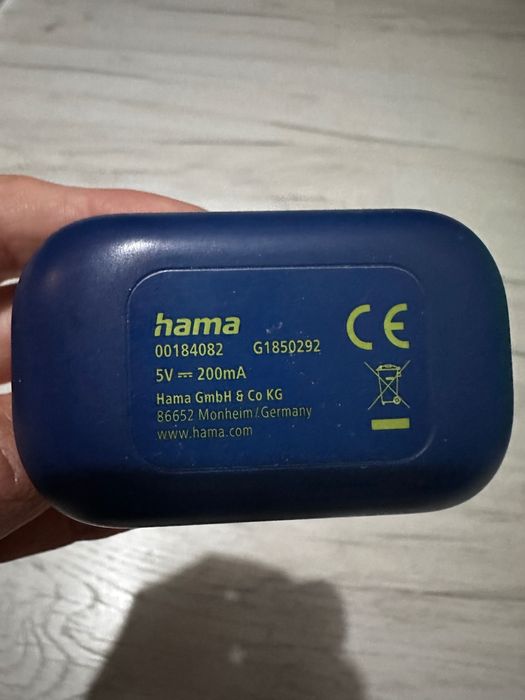 hama
00184082 G1850292
5V ⎓ 200mA
Hama GmbH & Co KG
86652 Monheim/Germany
www.hama.com
CE